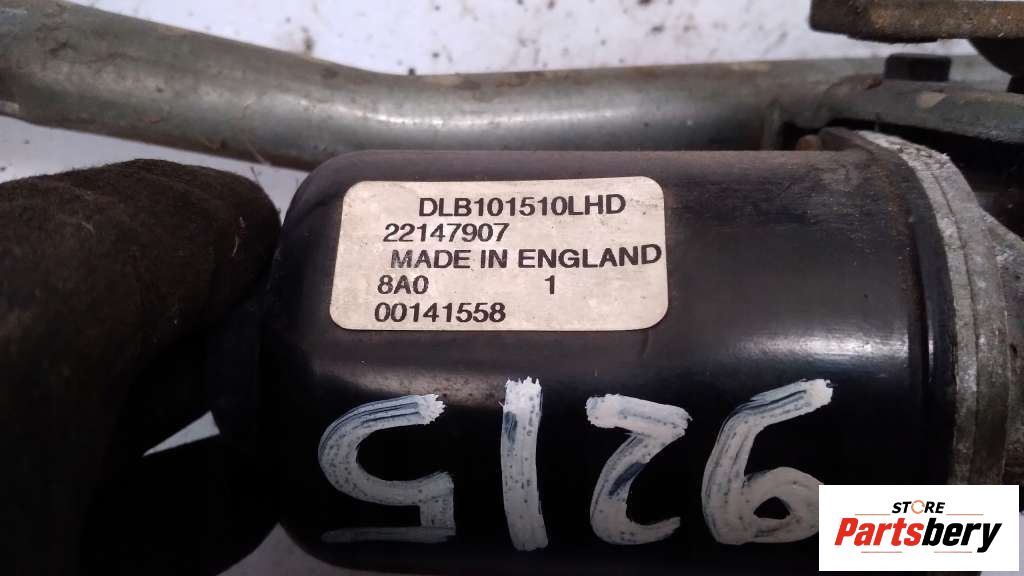 DLB101510LHD
22147907
MADE IN ENGLAND
8A0 1
00141558
9215
STORE
Partsbery